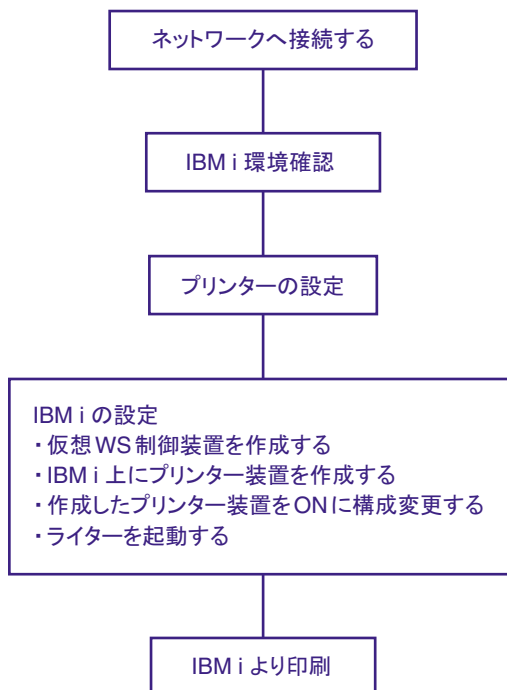 ネットワークへ接続する
IBM i 環境確認
プリンターの設定
IBM i の設定
・仮想WS制御装置を作成する
・IBM i 上にプリンター装置を作成する
・作成したプリンター装置をONに構成変更する
・ライターを起動する
IBM i より印刷